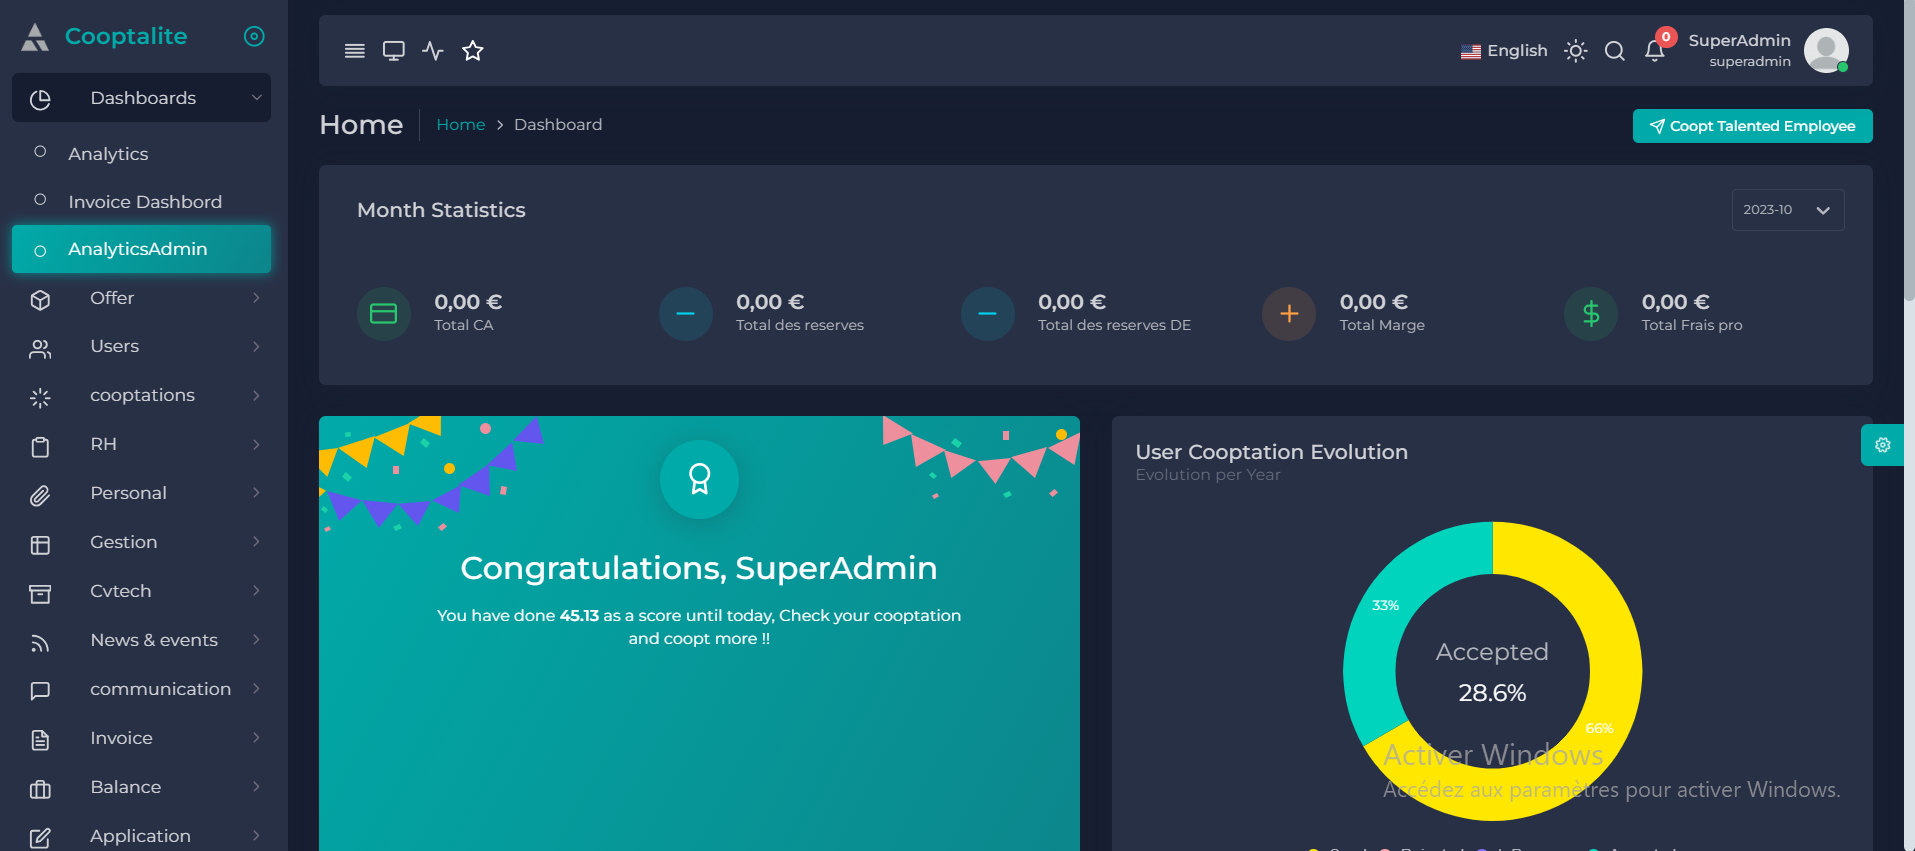 Cooptalite
Dashboards
Analytics
Invoice Dashbord
AnalyticsAdmin
Offer
Users
cooptations
RH
Personal
Gestion
Cvtech
News & events
communication
Invoice
Balance
Application
English
0
SuperAdmin
superadmin
Home
Home
Dashboard
Coopt Talented Employee
Month Statistics
2023-10
0,00 €
Total CA
0,00 €
Total des reserves
0,00 €
Total des reserves DE
0,00 €
Total Marge
0,00 €
Total Frais pro
Congratulations, SuperAdmin
You have done 45.13 as a score until today, Check your cooptation
and coopt more !!
User Cooptation Evolution
Evolution per Year
33%
Accepted
28.6%
66%
Activer Windows
Accédez aux paramètres pour activer Windows.